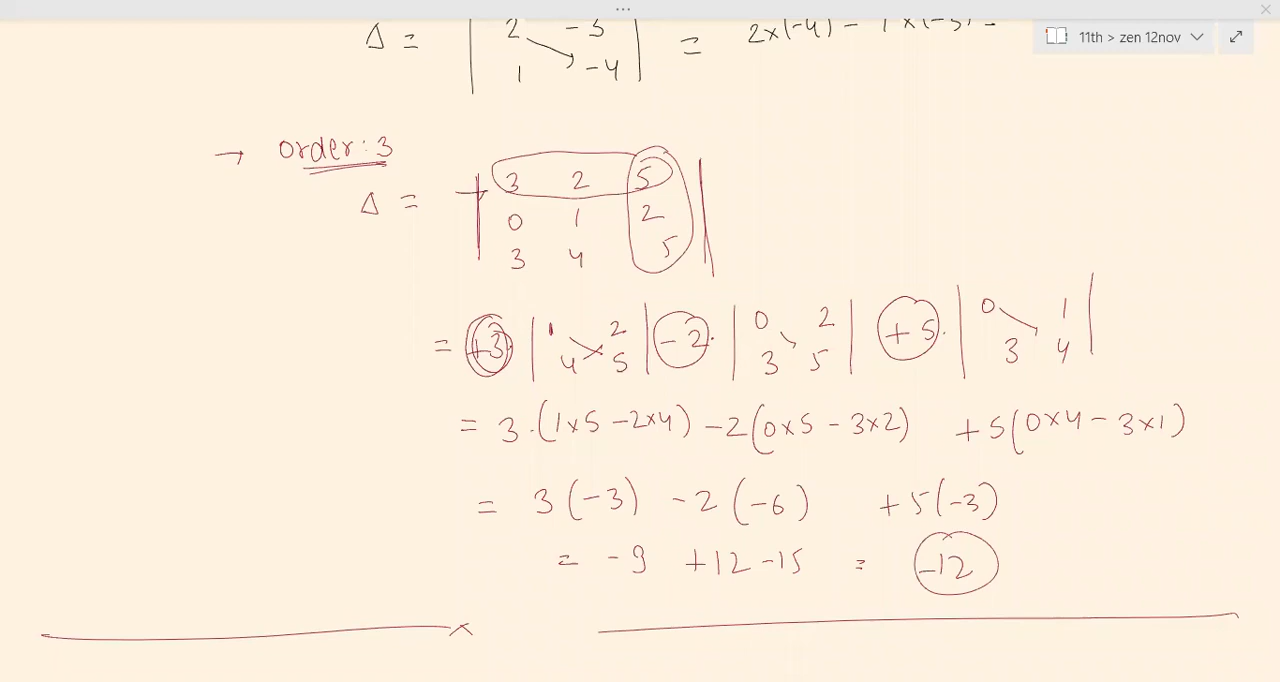 ...
11th > zen 12nov
Δ = | 2 -3 | = 2×(-4) - 1×(-3) =
| 1 -4 |
→ order: 3
Δ = | 3 2 5 |
| 0 1 2 |
| 3 4 5 |
= +3. | 1 2 | -2. | 0 2 | +5. | 0 1 |
| 4 5 | | 3 5 | | 3 4 |
= 3.(1×5 -2×4) -2(0×5 - 3×2) +5(0×4 - 3×1)
= 3(-3) -2(-6) +5(-3)
= -9 +12 -15 = -12